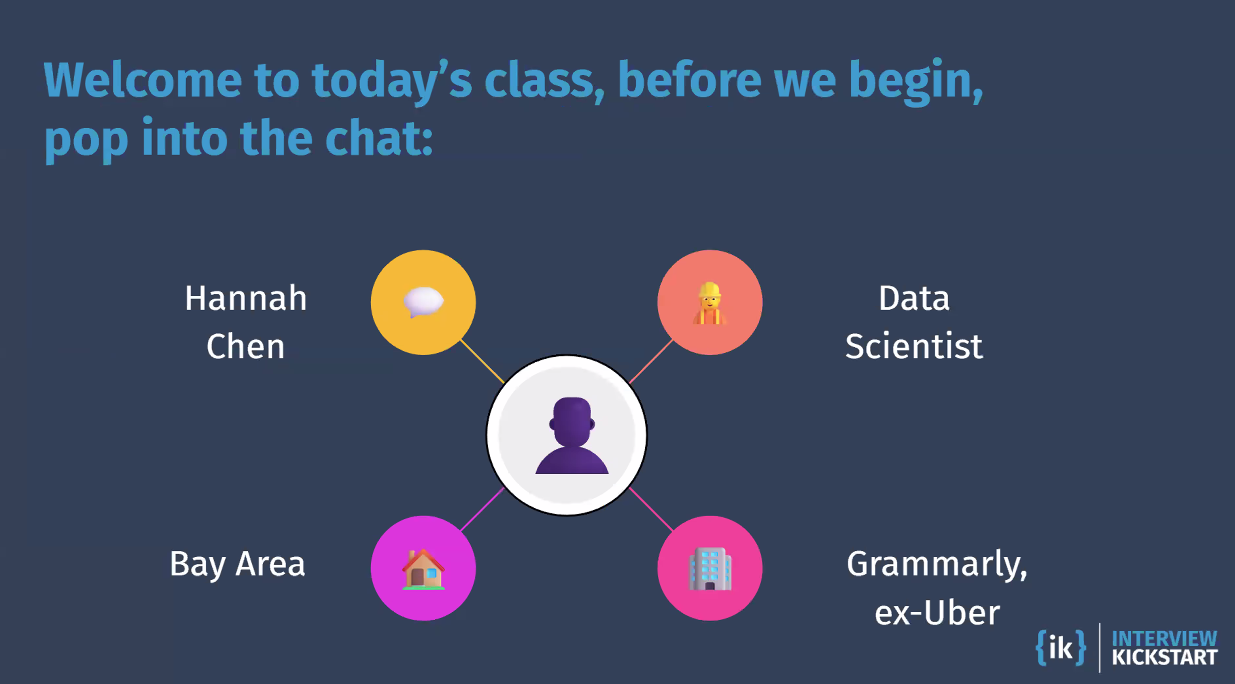 Welcome to today’s class, before we begin,
pop into the chat:
Hannah
Chen
Data
Scientist
Bay Area
Grammarly,
ex-Uber
{ik}
INTERVIEW
KICKSTART